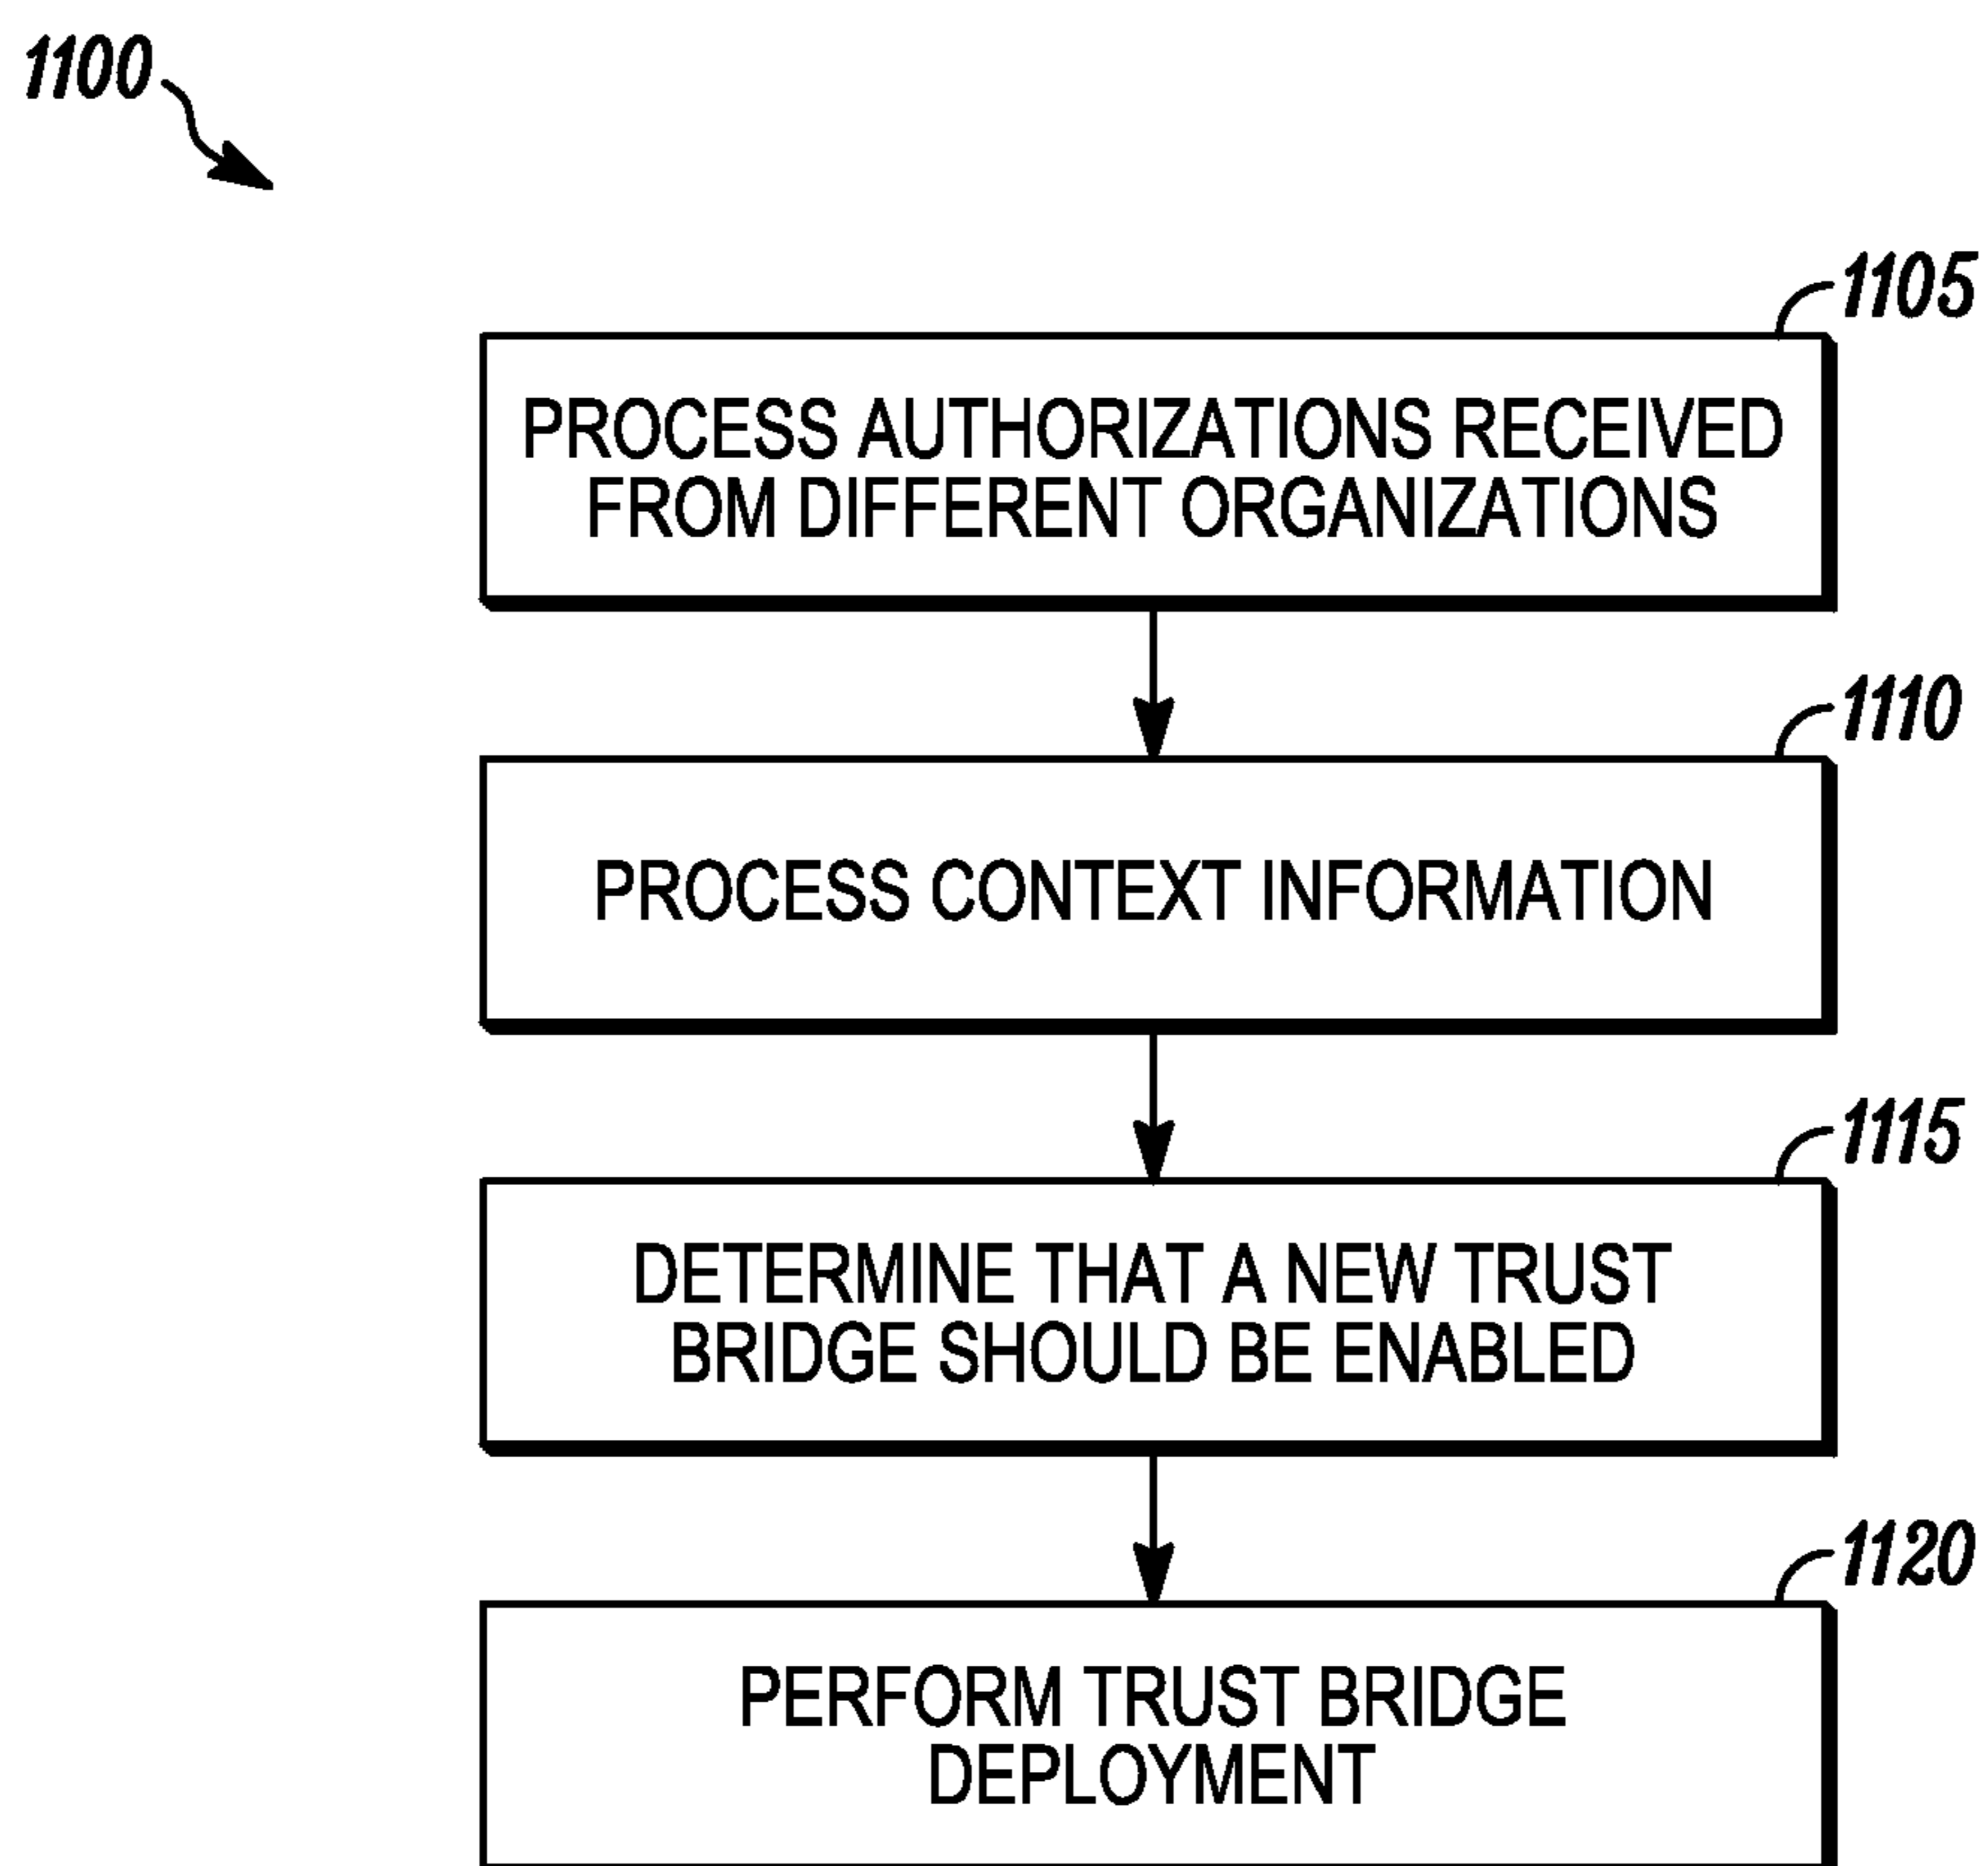 1100
1105
PROCESS AUTHORIZATIONS RECEIVED
FROM DIFFERENT ORGANIZATIONS
1110
PROCESS CONTEXT INFORMATION
1115
DETERMINE THAT A NEW TRUST
BRIDGE SHOULD BE ENABLED
1120
PERFORM TRUST BRIDGE
DEPLOYMENT